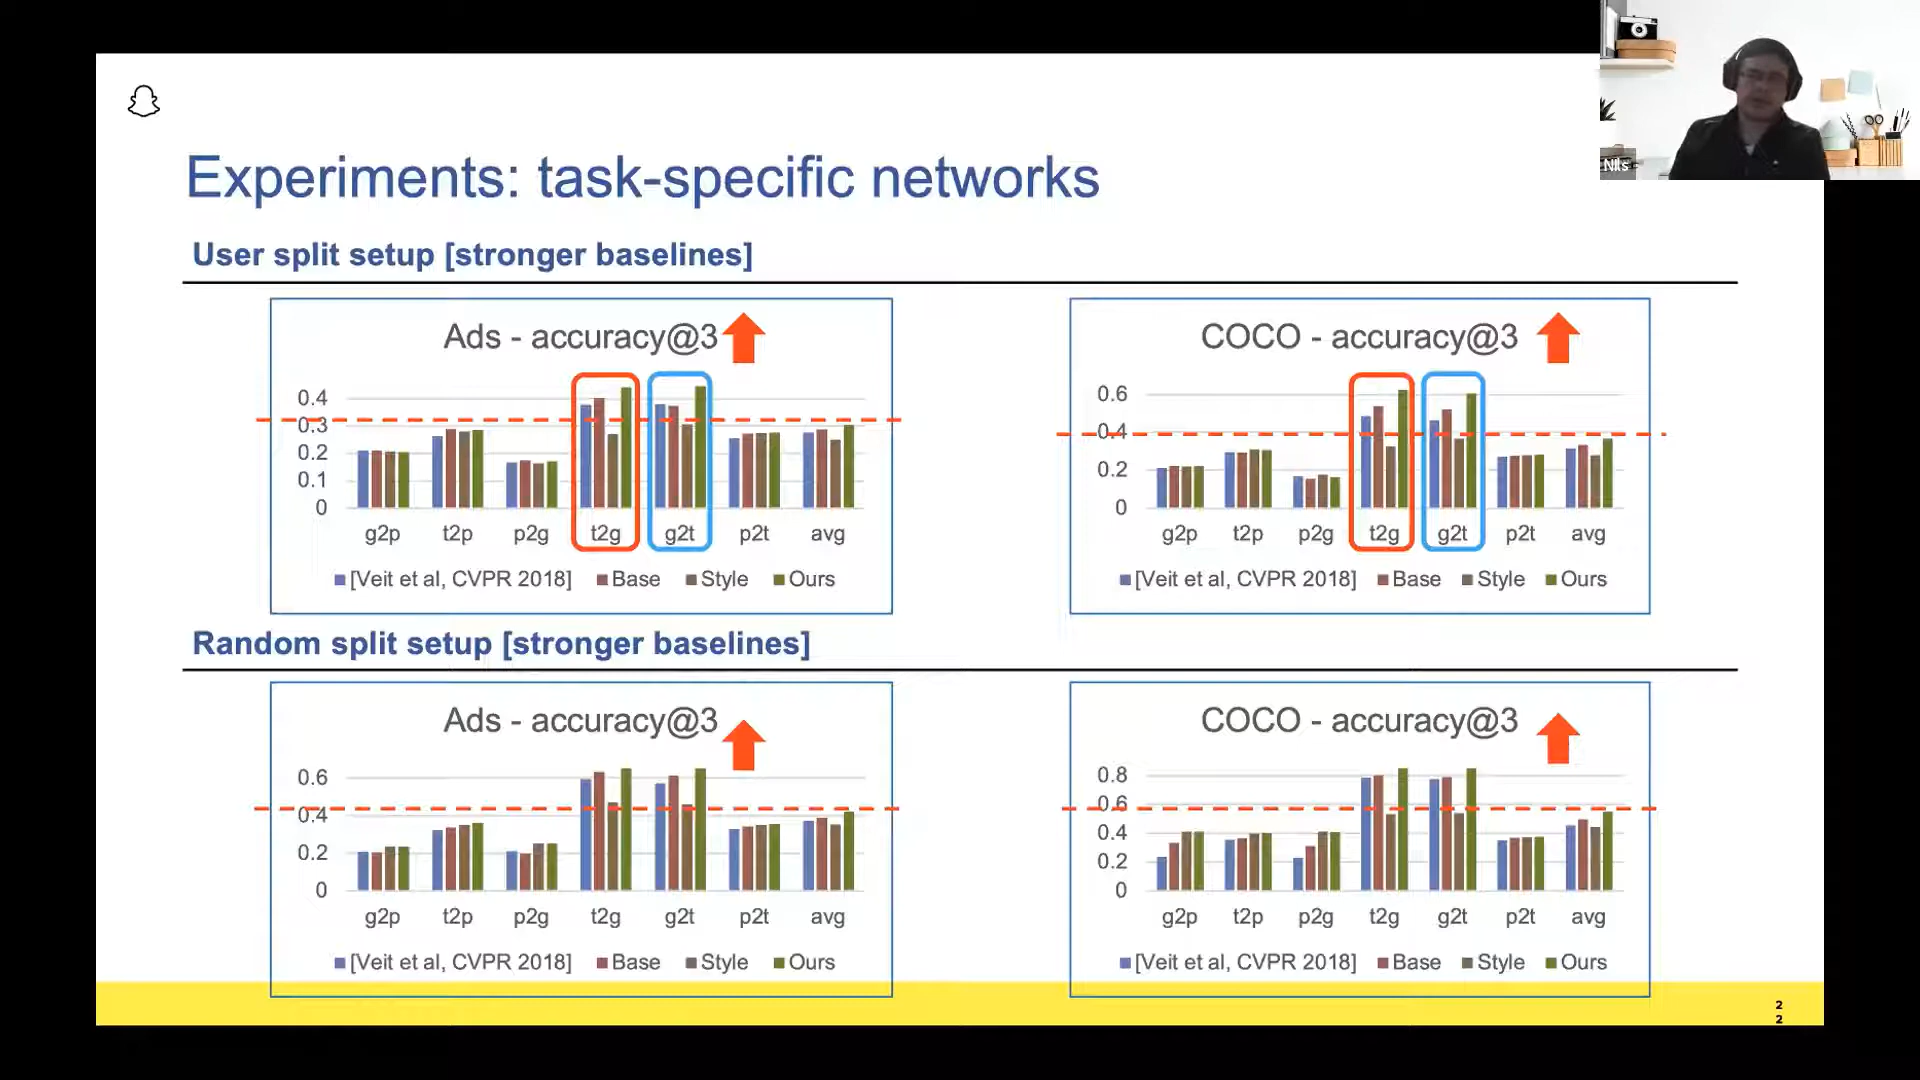 Nils
Experiments: task-specific networks
User split setup [stronger baselines]
Ads - accuracy@3
0.4
0.3
0.2
0.1
0
g2p t2p p2g t2g g2t p2t avg
[Veit et al, CVPR 2018] Base Style Ours
COCO - accuracy@3
0.6
0.4
0.2
0
g2p t2p p2g t2g g2t p2t avg
[Veit et al, CVPR 2018] Base Style Ours
Random split setup [stronger baselines]
Ads - accuracy@3
0.6
0.4
0.2
0
g2p t2p p2g t2g g2t p2t avg
[Veit et al, CVPR 2018] Base Style Ours
COCO - accuracy@3
0.8
0.6
0.4
0.2
0
g2p t2p p2g t2g g2t p2t avg
[Veit et al, CVPR 2018] Base Style Ours
2
2